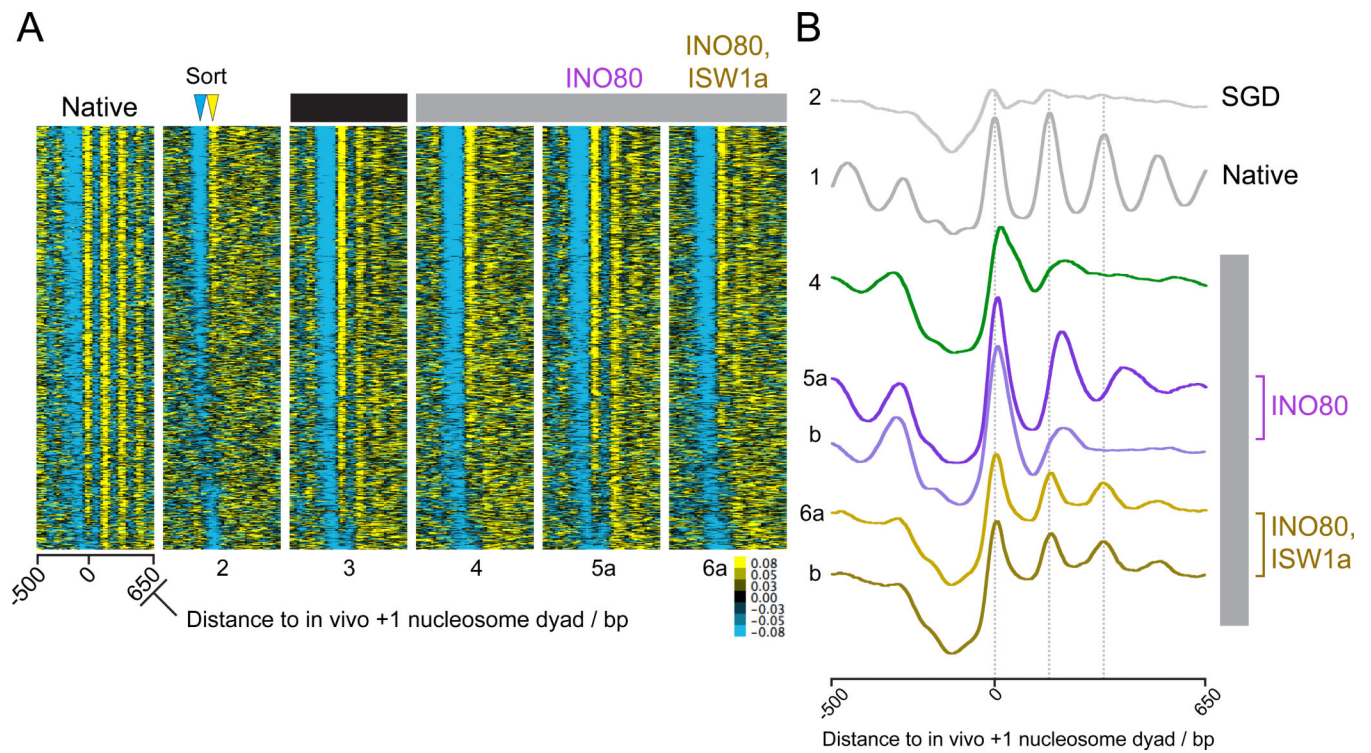 A
B
Sort
Native
INO80
INO80,
ISW1a
2
3
4
5a
6a
-500
0
650
0.08
0.05
0.03
0.00
-0.03
-0.05
-0.08
Distance to in vivo +1 nucleosome dyad / bp
2
SGD
1
Native
4
5a
b
INO80
6a
b
INO80,
ISW1a
-500
0
650
Distance to in vivo +1 nucleosome dyad / bp